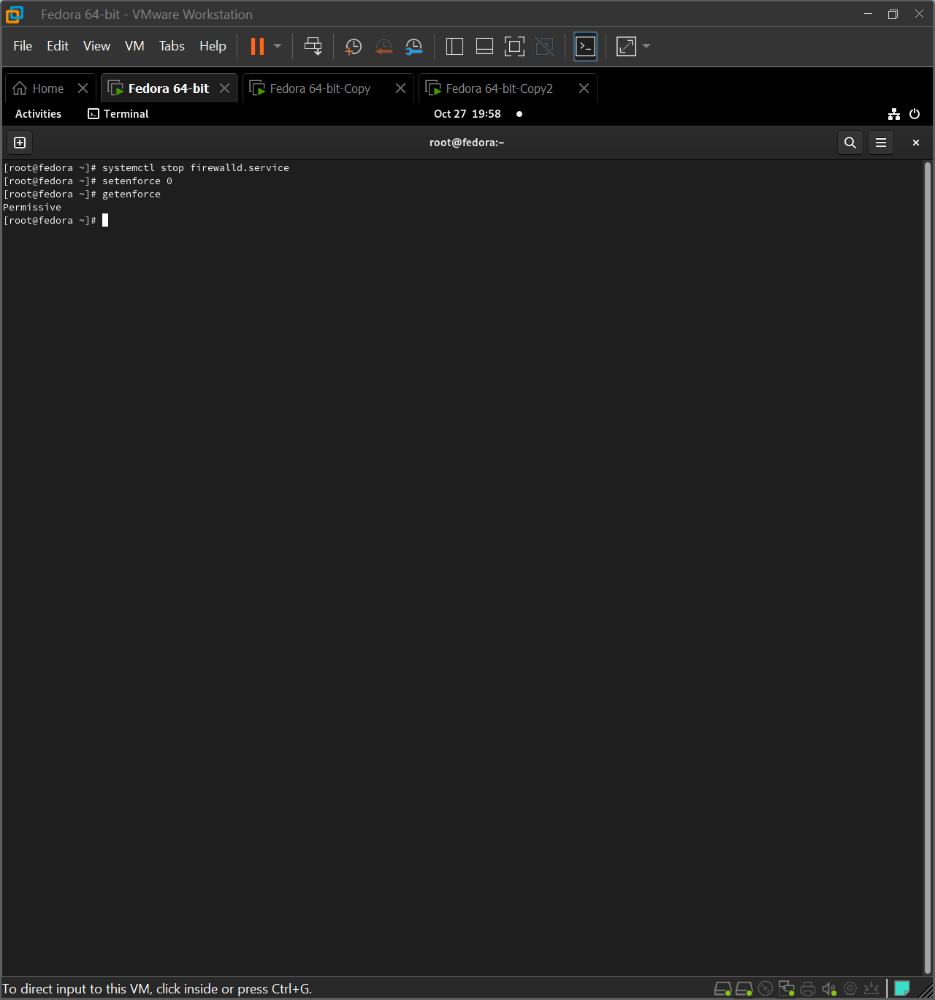 Fedora 64-bit - VMware Workstation
File Edit View VM Tabs Help
Home Fedora 64-bit Fedora 64-bit-Copy Fedora 64-bit-Copy2
Activities Terminal Oct 27 19:58
root@fedora:~
[root@fedora ~]# systemctl stop firewalld.service
[root@fedora ~]# setenforce 0
[root@fedora ~]# getenforce
Permissive
[root@fedora ~]#
To direct input to this VM, click inside or press Ctrl+G.